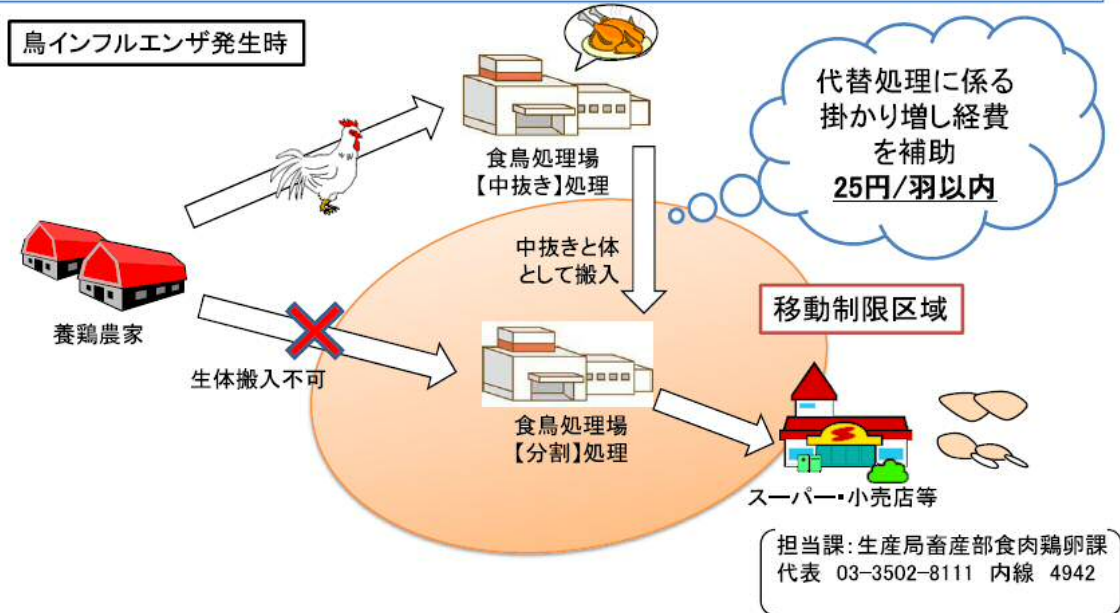 鳥インフルエンザ発生時
代替処理に係る
掛かり増し経費
を補助
25円/羽以内
食鳥処理場
【中抜き】処理
中抜きと体
として搬入
養鶏農家
移動制限区域
生体搬入不可
食鳥処理場
【分割】処理
スーパー・小売店等
担当課:生産局畜産部食肉鶏卵課
代表 03-3502-8111 内線 4942